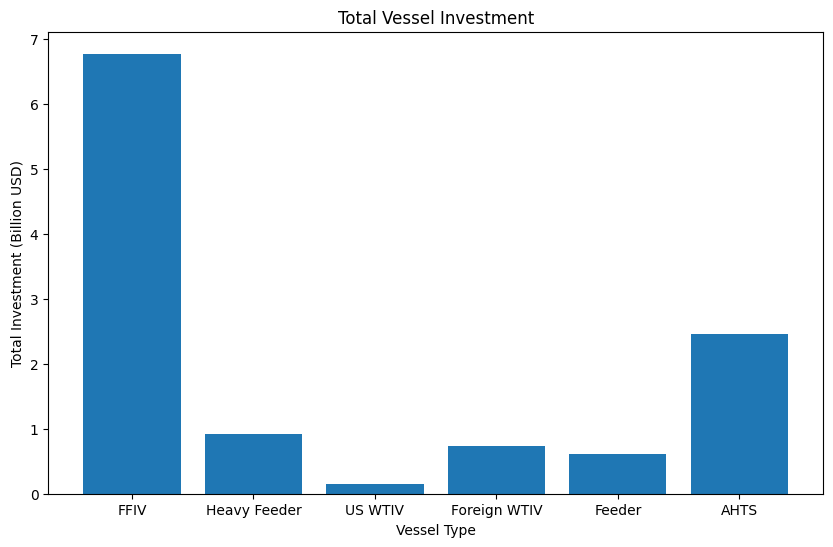 Total Vessel Investment
Total Investment (Billion USD)
7
6
5
4
3
2
1
0
FFIV Heavy Feeder US WTIV Foreign WTIV Feeder AHTS
Vessel Type